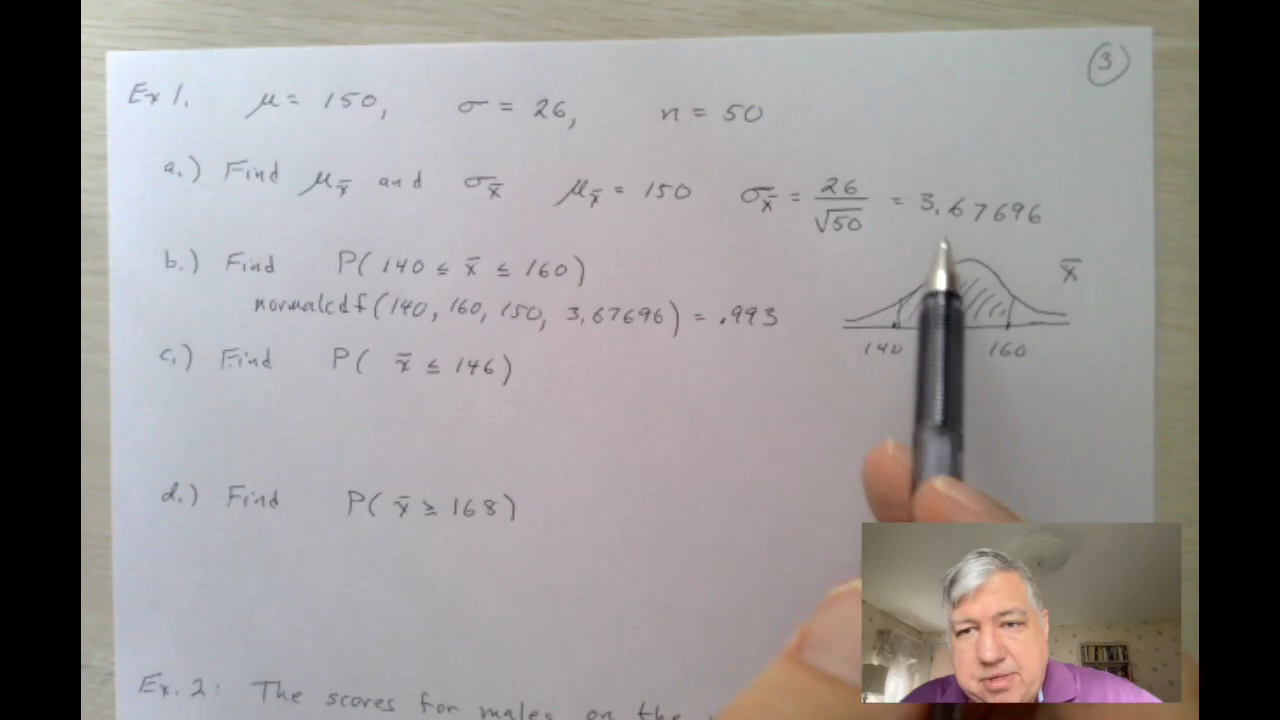 3
Ex 1. μ = 150, σ = 26, n = 50
a.) Find μx̄ and σx̄ μx̄ = 150 σx̄ = 26/√50 = 3.67696
b.) Find P( 140 ≤ x̄ ≤ 160 )
normalcdf( 140, 160, 150, 3.67696 ) = .993
x̄
140 160
c.) Find P( x̄ ≤ 146 )
d.) Find P( x̄ ≥ 168 )
Ex. 2: The scores for males on the